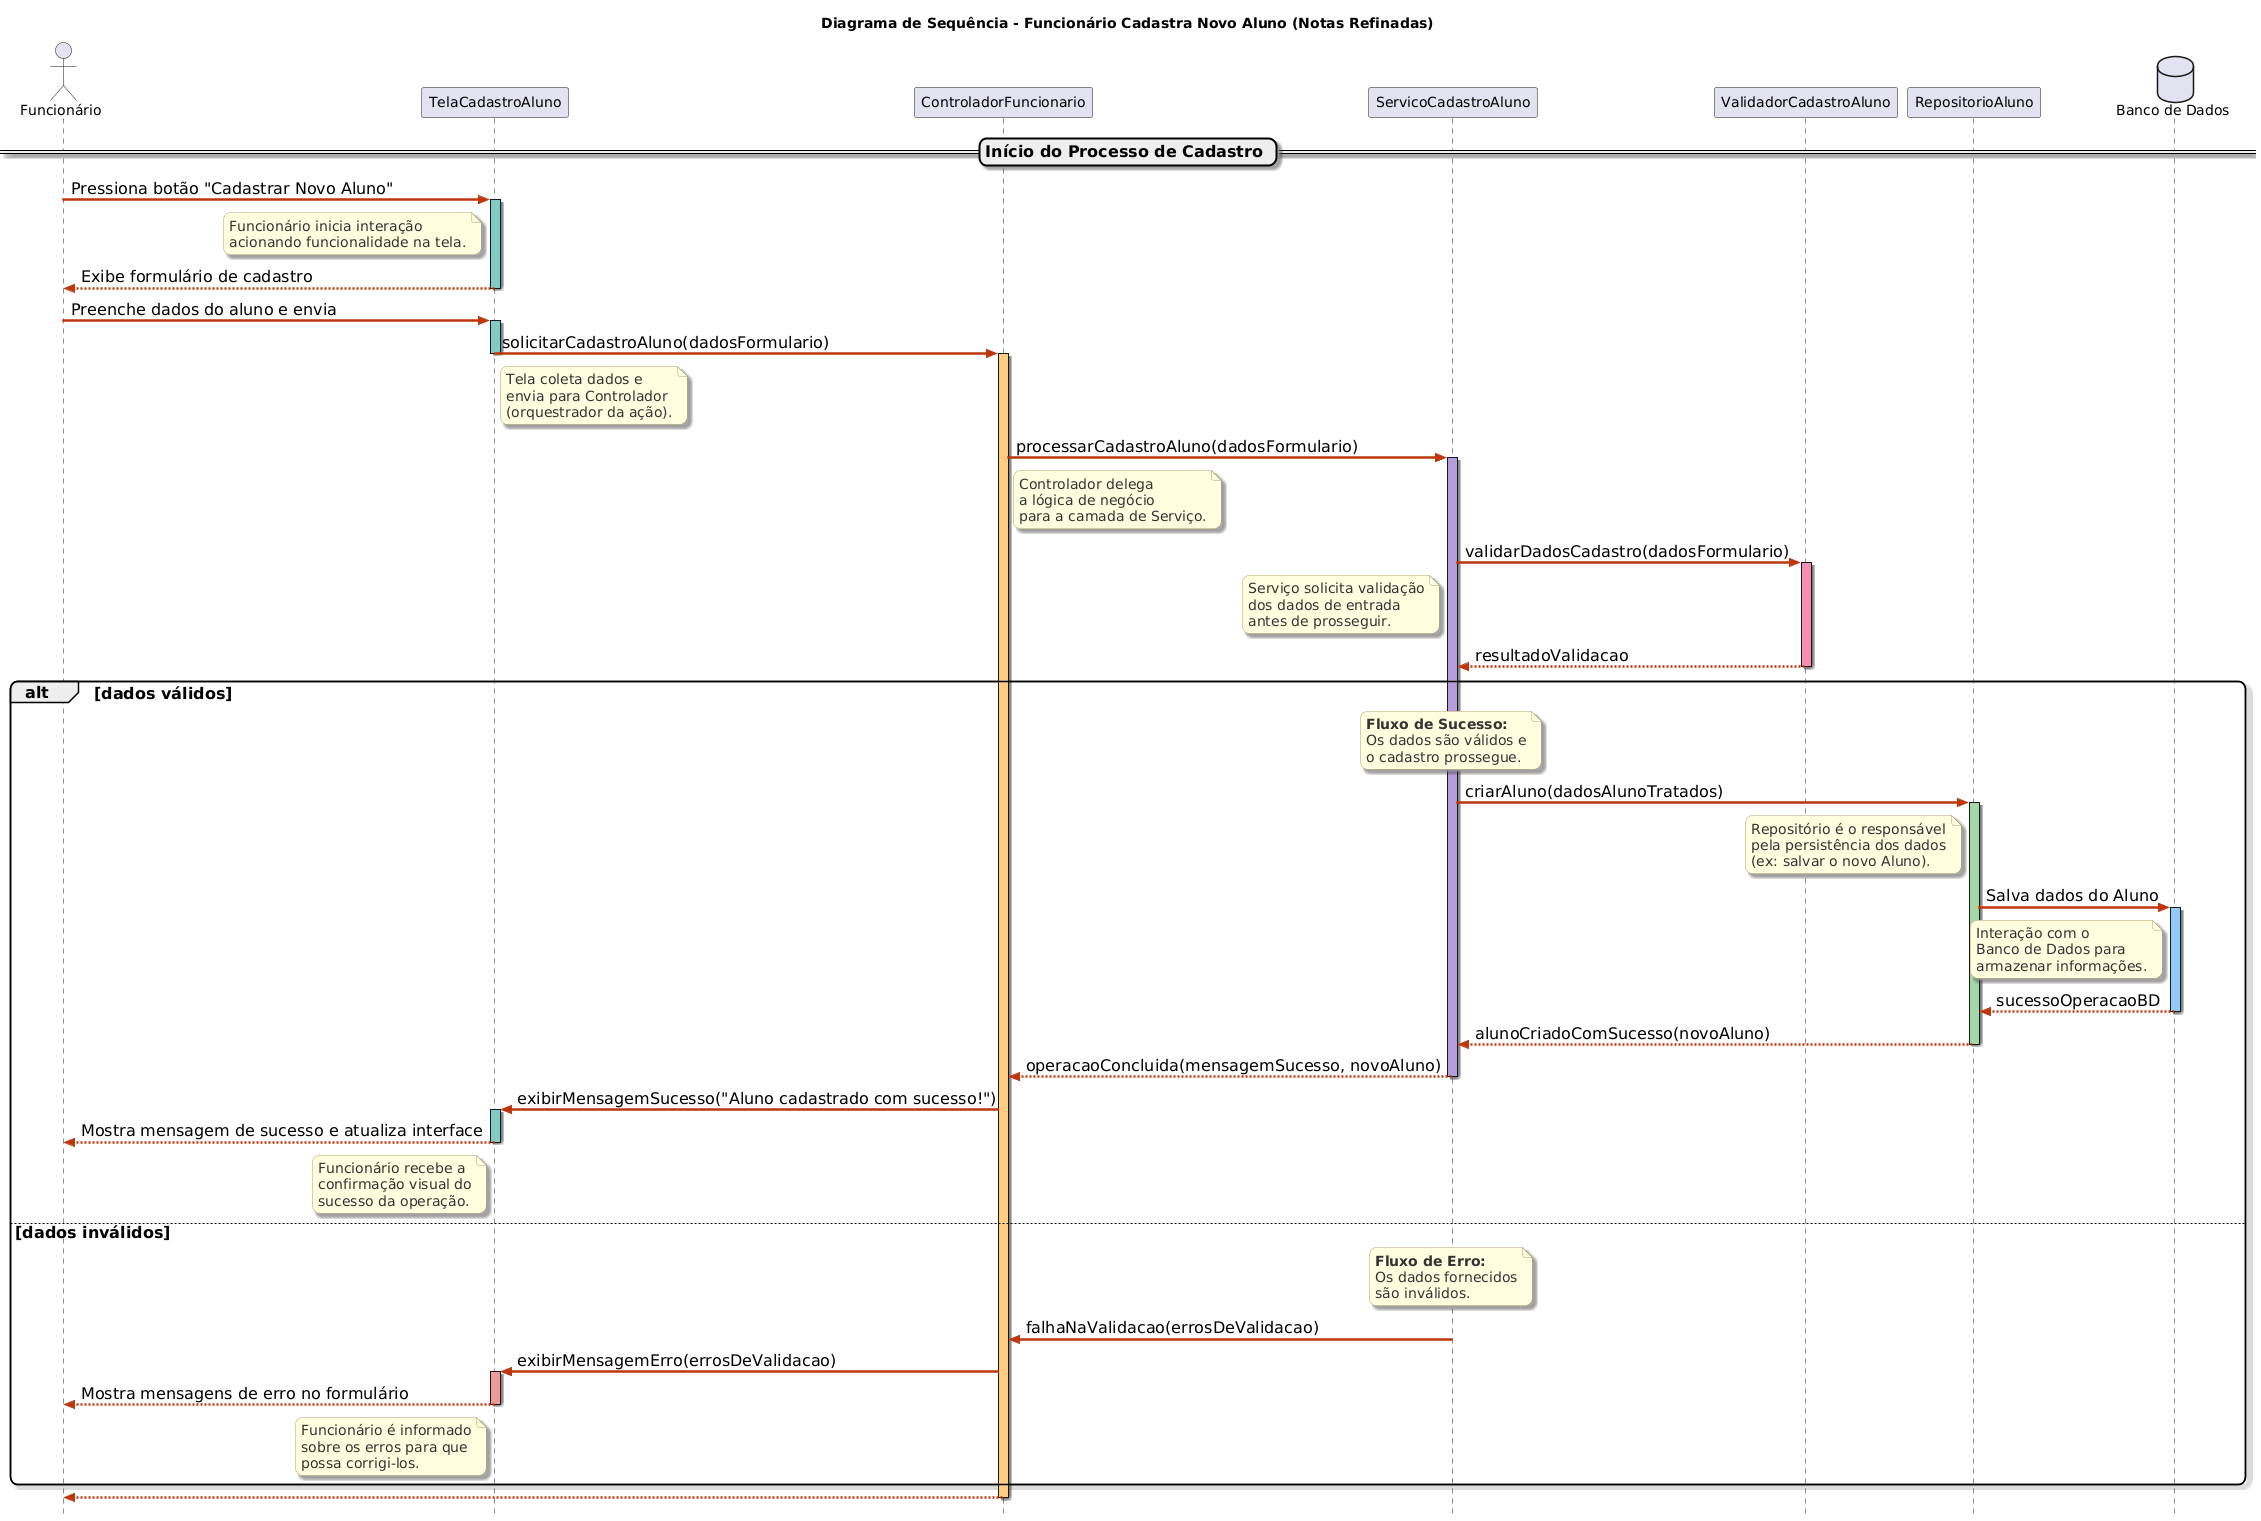 Diagrama de Sequência - Funcionário Cadastra Novo Aluno (Notas Refinadas)
Funcionário
TelaCadastroAluno
ControladorFuncionario
ServicoCadastroAluno
ValidadorCadastroAluno
RepositorioAluno
Banco de Dados
Início do Processo de Cadastro
Pressiona botão "Cadastrar Novo Aluno"
Funcionário inicia interação
acionando funcionalidade na tela.
Exibe formulário de cadastro
Preenche dados do aluno e envia
solicitarCadastroAluno(dadosFormulario)
Tela coleta dados e
envia para Controlador
(orquestrador da ação).
processarCadastroAluno(dadosFormulario)
Controlador delega
a lógica de negócio
para a camada de Serviço.
validarDadosCadastro(dadosFormulario)
Serviço solicita validação
dos dados de entrada
antes de prosseguir.
resultadoValidacao
alt [dados válidos]
Fluxo de Sucesso:
Os dados são válidos e
o cadastro prossegue.
criarAluno(dadosAlunoTratados)
Repositório é o responsável
pela persistência dos dados
(ex: salvar o novo Aluno).
Salva dados do Aluno
Interação com o
Banco de Dados para
armazenar informações.
sucessoOperacaoBD
alunoCriadoComSucesso(novoAluno)
operacaoConcluida(mensagemSucesso, novoAluno)
exibirMensagemSucesso("Aluno cadastrado com sucesso!")
Mostra mensagem de sucesso e atualiza interface
Funcionário recebe a
confirmação visual do
sucesso da operação.
[dados inválidos]
Fluxo de Erro:
Os dados fornecidos
são inválidos.
falhaNaValidacao(errosDeValidacao)
exibirMensagemErro(errosDeValidacao)
Mostra mensagens de erro no formulário
Funcionário é informado
sobre os erros para que
possa corrigi-los.